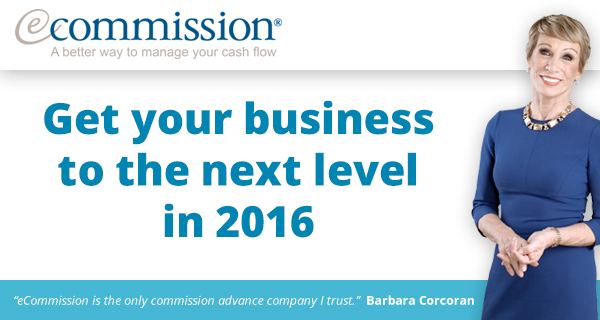 eCommission®
A better way to manage your cash flow
Get your business
to the next level
in 2016
“eCommission is the only commission advance company I trust.” Barbara Corcoran